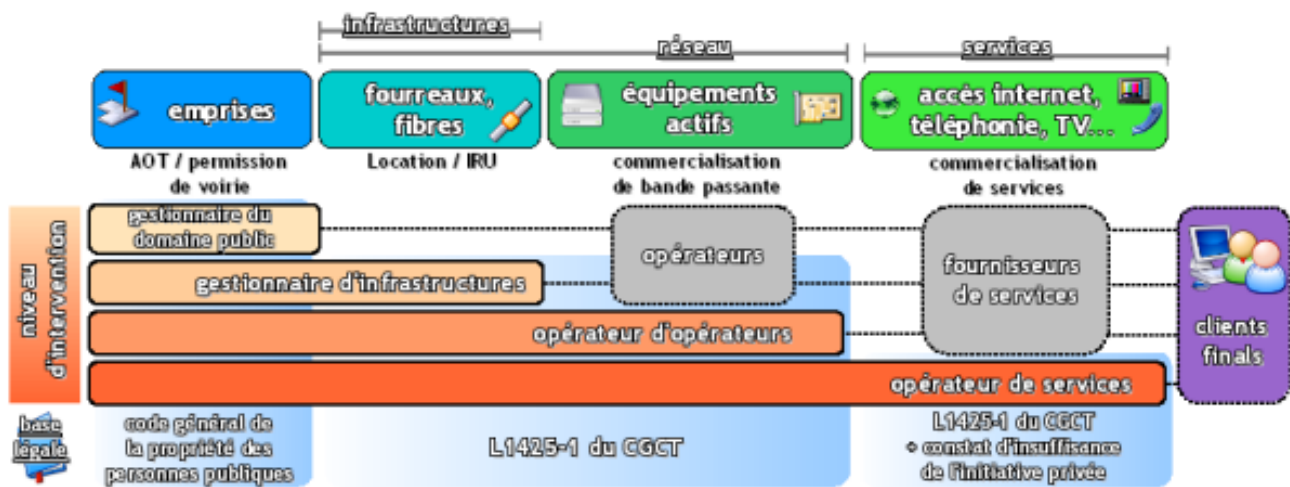 infrastructures
réseau
services
emprises
fourreaux,
fibres
équipements
actifs
accès internet,
téléphonie, TV...
AOT / permission
de voirie
Location / IRU
commercialisation
de bande passante
commercialisation
de services
niveau
d'intervention
gestionnaire du
domaine public
gestionnaire d'infrastructures
opérateur d'opérateurs
opérateur de services
opérateurs
fournisseurs
de services
clients
finals
base
légale
code général de
la propriété des
personnes publiques
L1425-1 du CGCT
L1425-1 du CGCT
+ constat d'insuffisance
de l'initiative privée